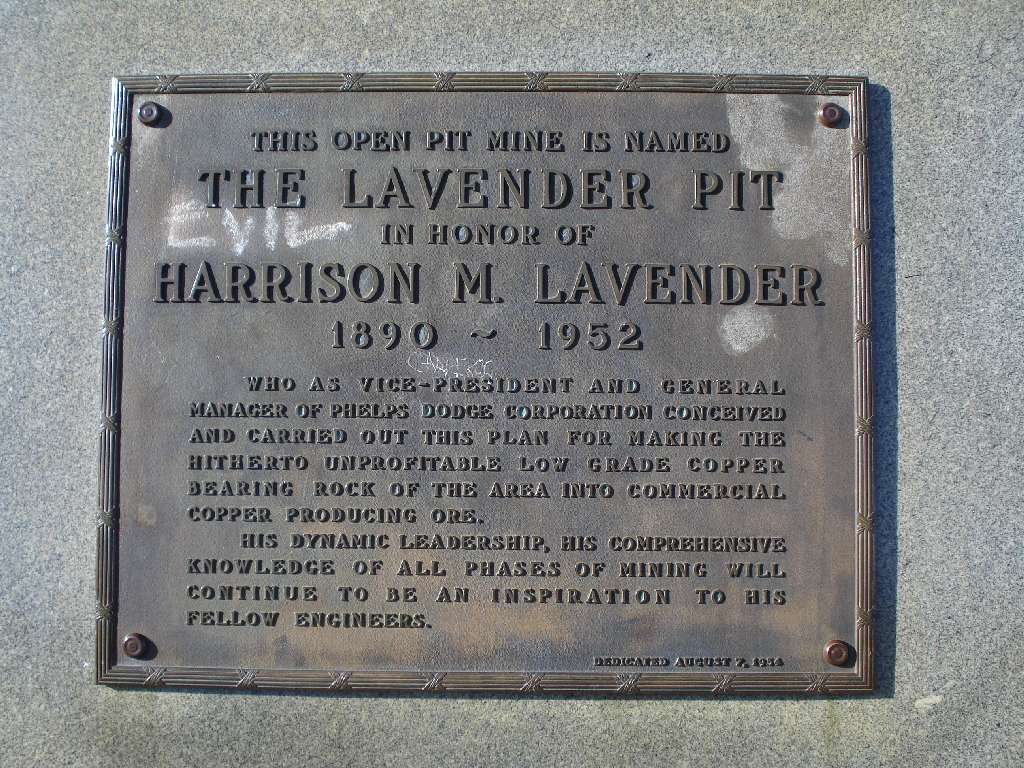 THIS OPEN PIT MINE IS NAMED
THE LAVENDER PIT
EVIL
IN HONOR OF
HARRISON M. LAVENDER
1890 ~ 1952
WHO AS VICE-PRESIDENT AND GENERAL
MANAGER OF PHELPS DODGE CORPORATION CONCEIVED
AND CARRIED OUT THIS PLAN FOR MAKING THE
HITHERTO UNPROFITABLE LOW GRADE COPPER
BEARING ROCK OF THE AREA INTO COMMERCIAL
COPPER PRODUCING ORE.
HIS DYNAMIC LEADERSHIP, HIS COMPREHENSIVE
KNOWLEDGE OF ALL PHASES OF MINING WILL
CONTINUE TO BE AN INSPIRATION TO HIS
FELLOW ENGINEERS.
DEDICATED AUGUST 7, 1954